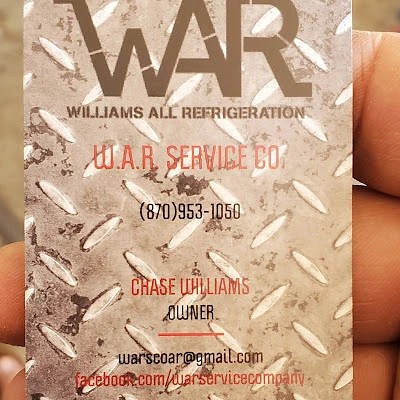 WAR
WILLIAMS ALL REFRIGERATION
W.A.R. SERVICE CO.
(870)953-1050
CHASE WILLIAMS
OWNER
warscoar@gmail.com
facebook.com/warservicecompany